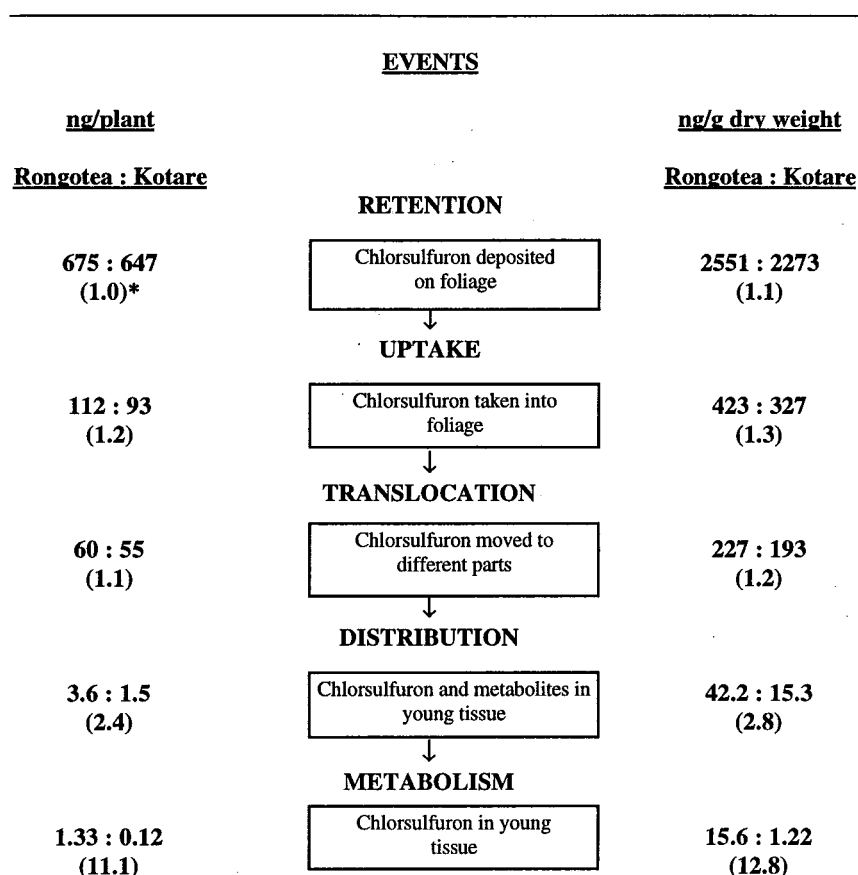 EVENTS
ng/plant
ng/g dry weight
Rongotea : Kotare
Rongotea : Kotare
RETENTION
675 : 647
(1.0)*
Chlorsulfuron deposited
on foliage
2551 : 2273
(1.1)
↓
UPTAKE
112 : 93
(1.2)
Chlorsulfuron taken into
foliage
423 : 327
(1.3)
↓
TRANSLOCATION
60 : 55
(1.1)
Chlorsulfuron moved to
different parts
227 : 193
(1.2)
↓
DISTRIBUTION
3.6 : 1.5
(2.4)
Chlorsulfuron and metabolites in
young tissue
42.2 : 15.3
(2.8)
↓
METABOLISM
1.33 : 0.12
(11.1)
Chlorsulfuron in young
tissue
15.6 : 1.22
(12.8)